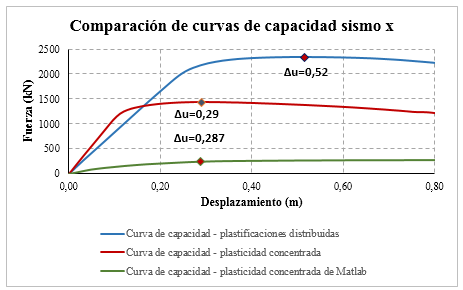 Comparación de curvas de capacidad sismo x
Fuerza (kN)
2500
2000
1500
1000
500
0
Δu=0,52
Δu=0,29
Δu=0,287
0,00 0,20 0,40 0,60 0,80
Desplazamiento (m)
Curva de capacidad - plastificaciones distribuidas
Curva de capacidad - plasticidad concentrada
Curva de capacidad - plasticidad concentrada de Matlab